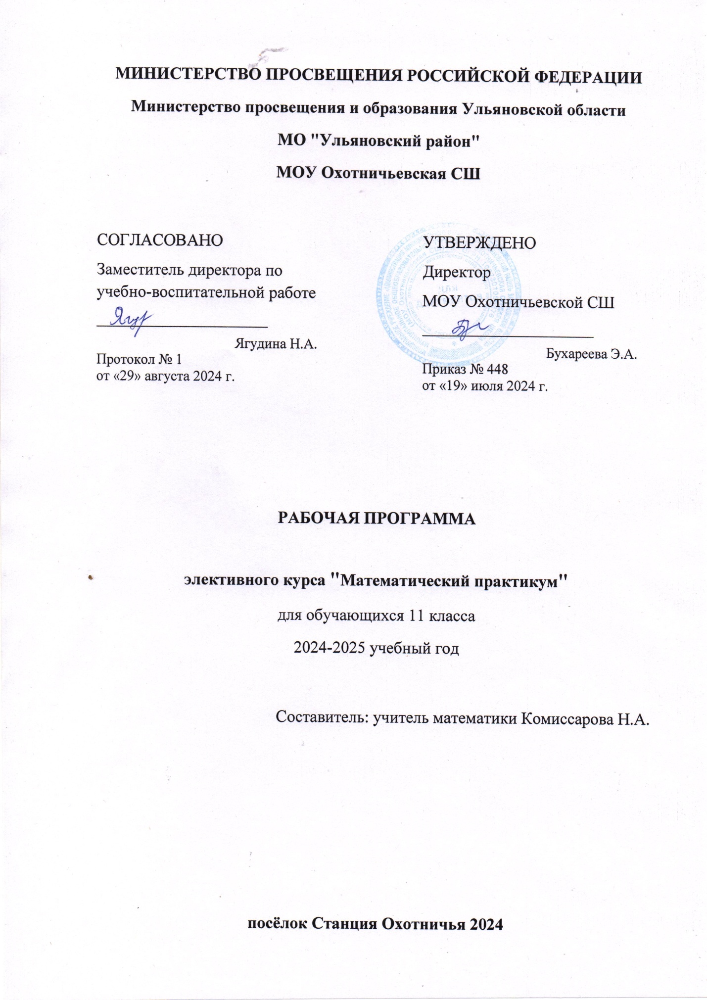 МИНИСТЕРСТВО ПРОСВЕЩЕНИЯ РОССИЙСКОЙ ФЕДЕРАЦИИ
Министерство просвещения и образования Ульяновской области
МО "Ульяновский район"
МОУ Охотничьевская СШ
СОГЛАСОВАНО
Заместитель директора по
учебно-воспитательной работе
Ягудина Н.А.
Протокол № 1
от «29» августа 2024 г.
УТВЕРЖДЕНО
Директор
МОУ Охотничьевской СШ
Бухареева Э.А.
Приказ № 448
от «19» июля 2024 г.
РАБОЧАЯ ПРОГРАММА
элективного курса "Математический практикум"
для обучающихся 11 класса
2024-2025 учебный год
Составитель: учитель математики Комиссарова Н.А.
посёлок Станция Охотничья 2024